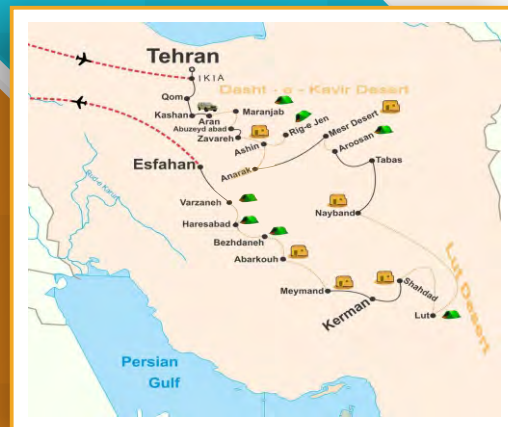 Tehran
IKIA
Dasht - e - Kavir Desert
Qom
Kashan
Aran
Maranjab
Abuzeyd abad
Zavareh
Rig-e Jen
Mesr Desert
Ashin
Aroosan
Esfaham
Anarak
Tabas
Varzaneh
Nayband
Haresabad
Bezhdaneh
Abarkouh
Lut Desert
Meymand
Shahdad
Kerman
Lut
Persian
Gulf